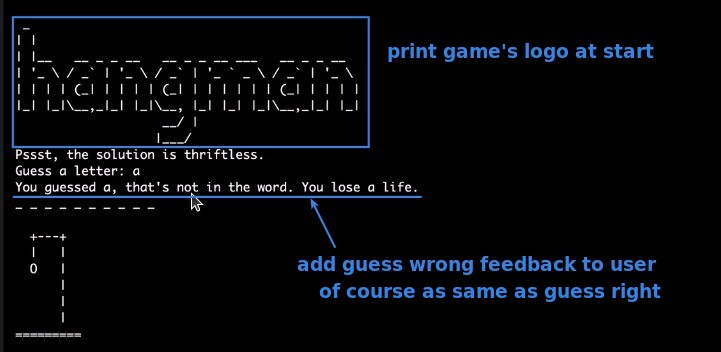 hangman
print game's logo at start
Pssst, the solution is thriftless.
Guess a letter: a
You guessed a, that's not in the word. You lose a life.
_ _ _ _ _ _ _ _ _ _
add guess wrong feedback to user
of course as same as guess right